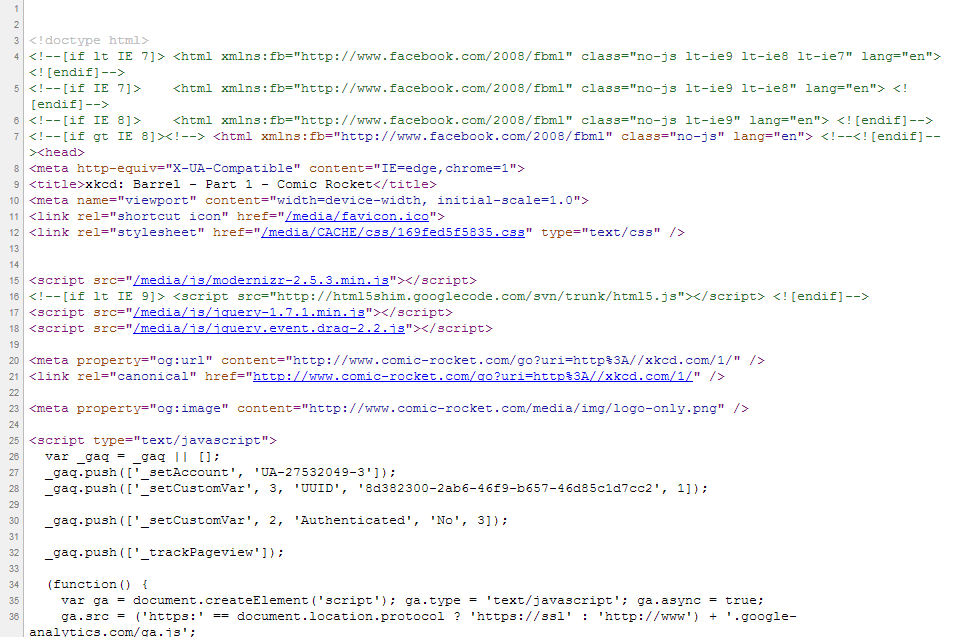 1
2
3 <!doctype html>
4 <!--[if lt IE 7]> <html xmlns:fb="http://www.facebook.com/2008/fbml" class="no-js lt-ie9 lt-ie8 lt-ie7" lang="en">
<![endif]-->
5 <!--[if IE 7]>    <html xmlns:fb="http://www.facebook.com/2008/fbml" class="no-js lt-ie9 lt-ie8" lang="en"> <!
[endif]-->
6 <!--[if IE 8]>    <html xmlns:fb="http://www.facebook.com/2008/fbml" class="no-js lt-ie9" lang="en"> <![endif]-->
7 <!--[if gt IE 8]><!--> <html xmlns:fb="http://www.facebook.com/2008/fbml" class="no-js" lang="en"> <!--<![endif]--
><head>
8 <meta http-equiv="X-UA-Compatible" content="IE=edge,chrome=1">
9 <title>xkcd: Barrel - Part 1 - Comic Rocket</title>
10 <meta name="viewport" content="width=device-width, initial-scale=1.0">
11 <link rel="shortcut icon" href="/media/favicon.ico">
12 <link rel="stylesheet" href="/media/CACHE/css/169fed5f5835.css" type="text/css" />
13
14
15 <script src="/media/js/modernizr-2.5.3.min.js"></script>
16 <!--[if lt IE 9]> <script src="http://html5shim.googlecode.com/svn/trunk/html5.js"></script> <![endif]-->
17 <script src="/media/js/jquery-1.7.1.min.js"></script>
18 <script src="/media/js/jquery.event.drag-2.2.js"></script>
19
20 <meta property="og:url" content="http://www.comic-rocket.com/go?uri=http%3A//xkcd.com/1/" />
21 <link rel="canonical" href="http://www.comic-rocket.com/go?uri=http%3A//xkcd.com/1/" />
22
23 <meta property="og:image" content="http://www.comic-rocket.com/media/img/logo-only.png" />
24
25 <script type="text/javascript">
26   var _gaq = _gaq || [];
27   _gaq.push(['_setAccount', 'UA-27532049-3']);
28   _gaq.push(['_setCustomVar', 3, 'UUID', '8d382300-2ab6-46f9-b657-46d85c1d7cc2', 1]);
29
30   _gaq.push(['_setCustomVar', 2, 'Authenticated', 'No', 3]);
31
32   _gaq.push(['_trackPageview']);
33
34   (function() {
35     var ga = document.createElement('script'); ga.type = 'text/javascript'; ga.async = true;
36     ga.src = ('https:' == document.location.protocol ? 'https://ssl' : 'http://www') + '.google-
analytics.com/ga.js';